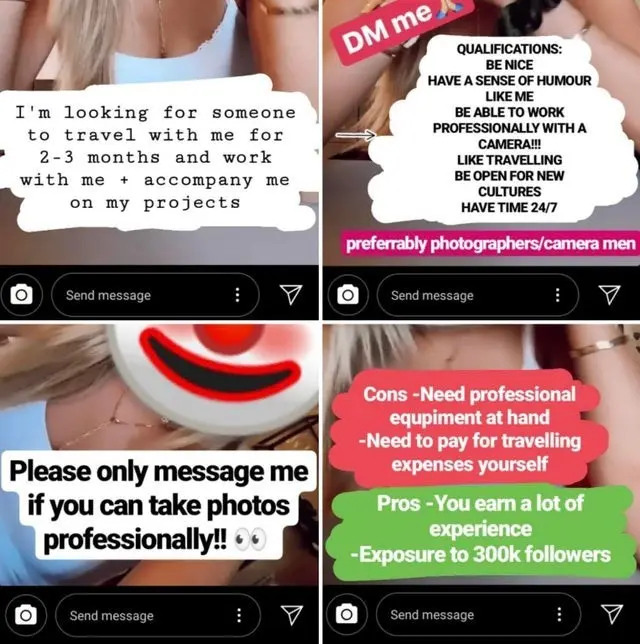 I'm looking for someone
to travel with me for
2-3 months and work
with me + accompany me
on my projects
Send message
DM me🙏🏼
QUALIFICATIONS:
BE NICE
HAVE A SENSE OF HUMOUR
LIKE ME
BE ABLE TO WORK
PROFESSIONALLY WITH A
CAMERA!!!
LIKE TRAVELLING
BE OPEN FOR NEW
CULTURES
HAVE TIME 24/7
preferrably photographers/camera men
Send message
Please only message me
if you can take photos
professionally!! 👀
Send message
Cons -Need professional
equpiment at hand
-Need to pay for travelling
expenses yourself
Pros -You earn a lot of
experience
-Exposure to 300k followers
Send message